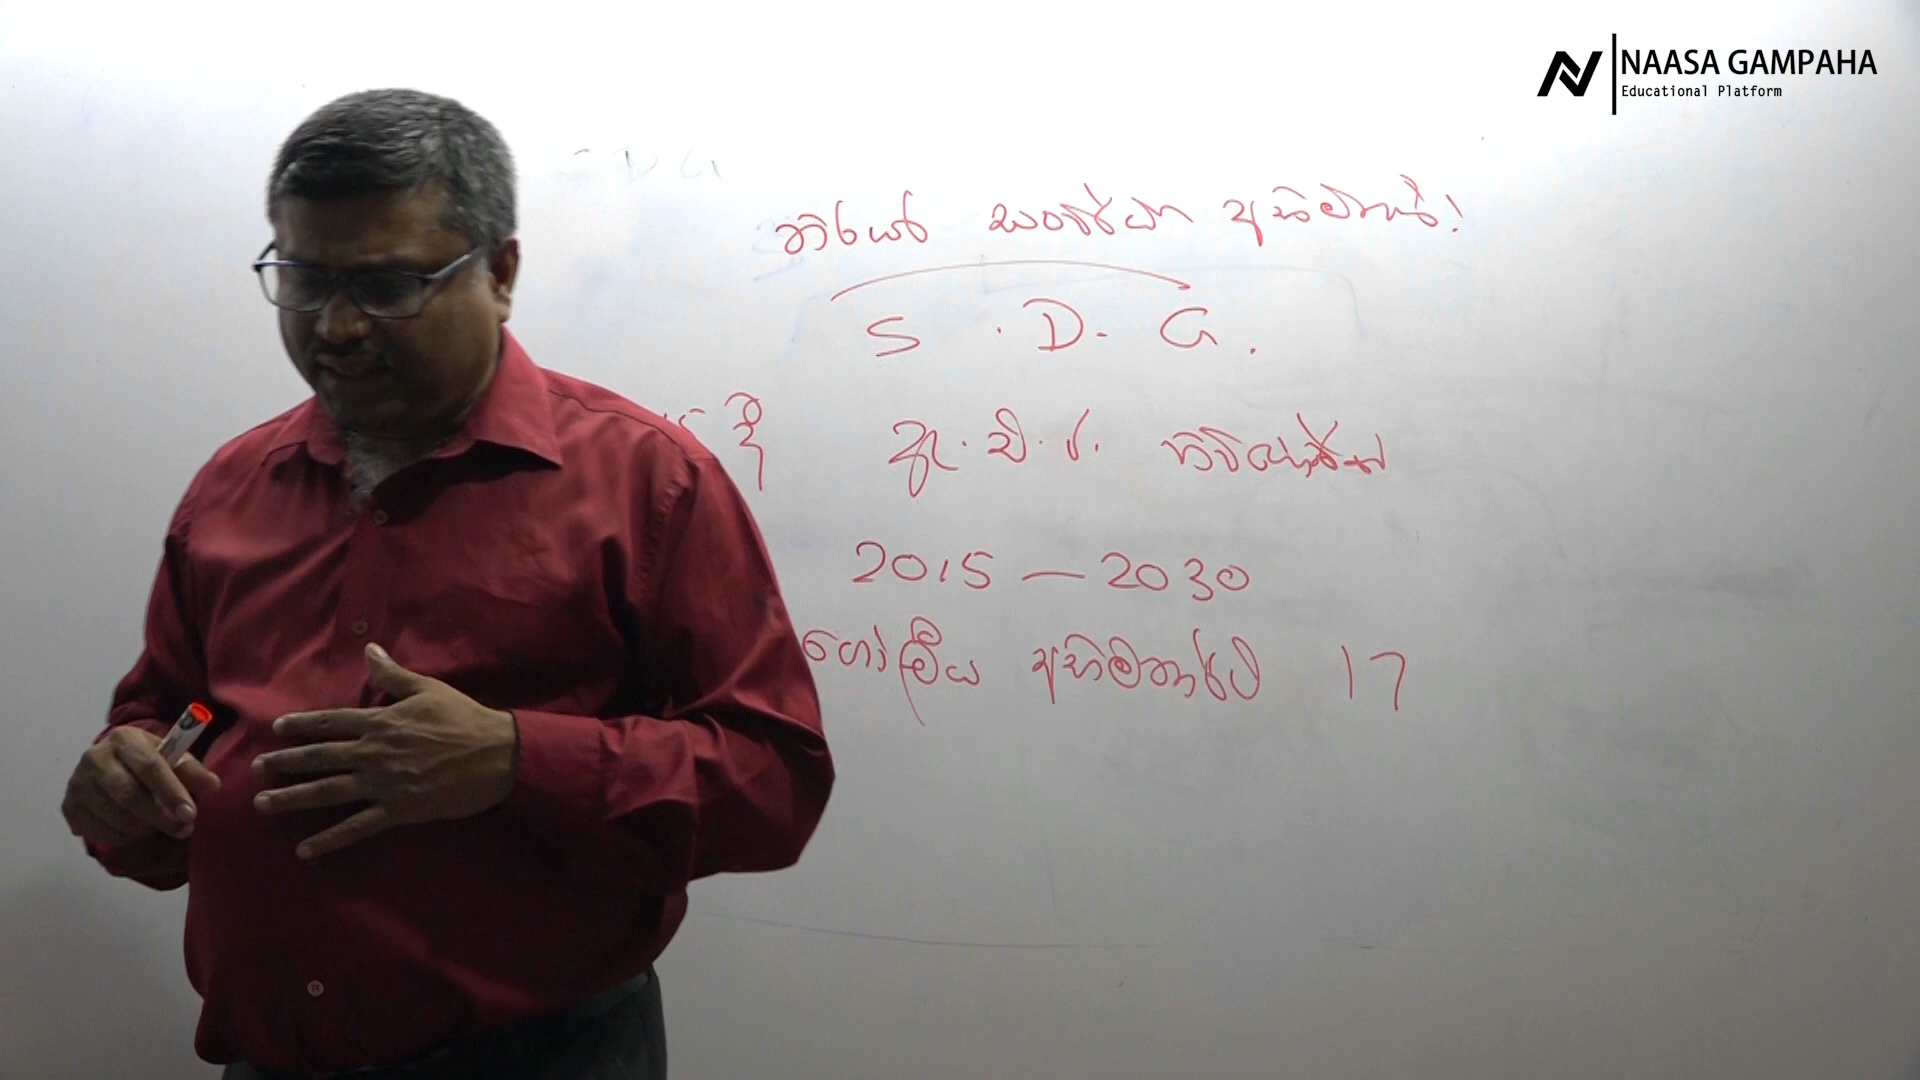 NAASA GAMPAHA
Educational Platform
තිරසර සංවර්ධන අභිමතාර්ථ!
S. D. G.
දී එ. ජා.
2015 – 2030
ගෝලීය අභිමතාර්ථ 17